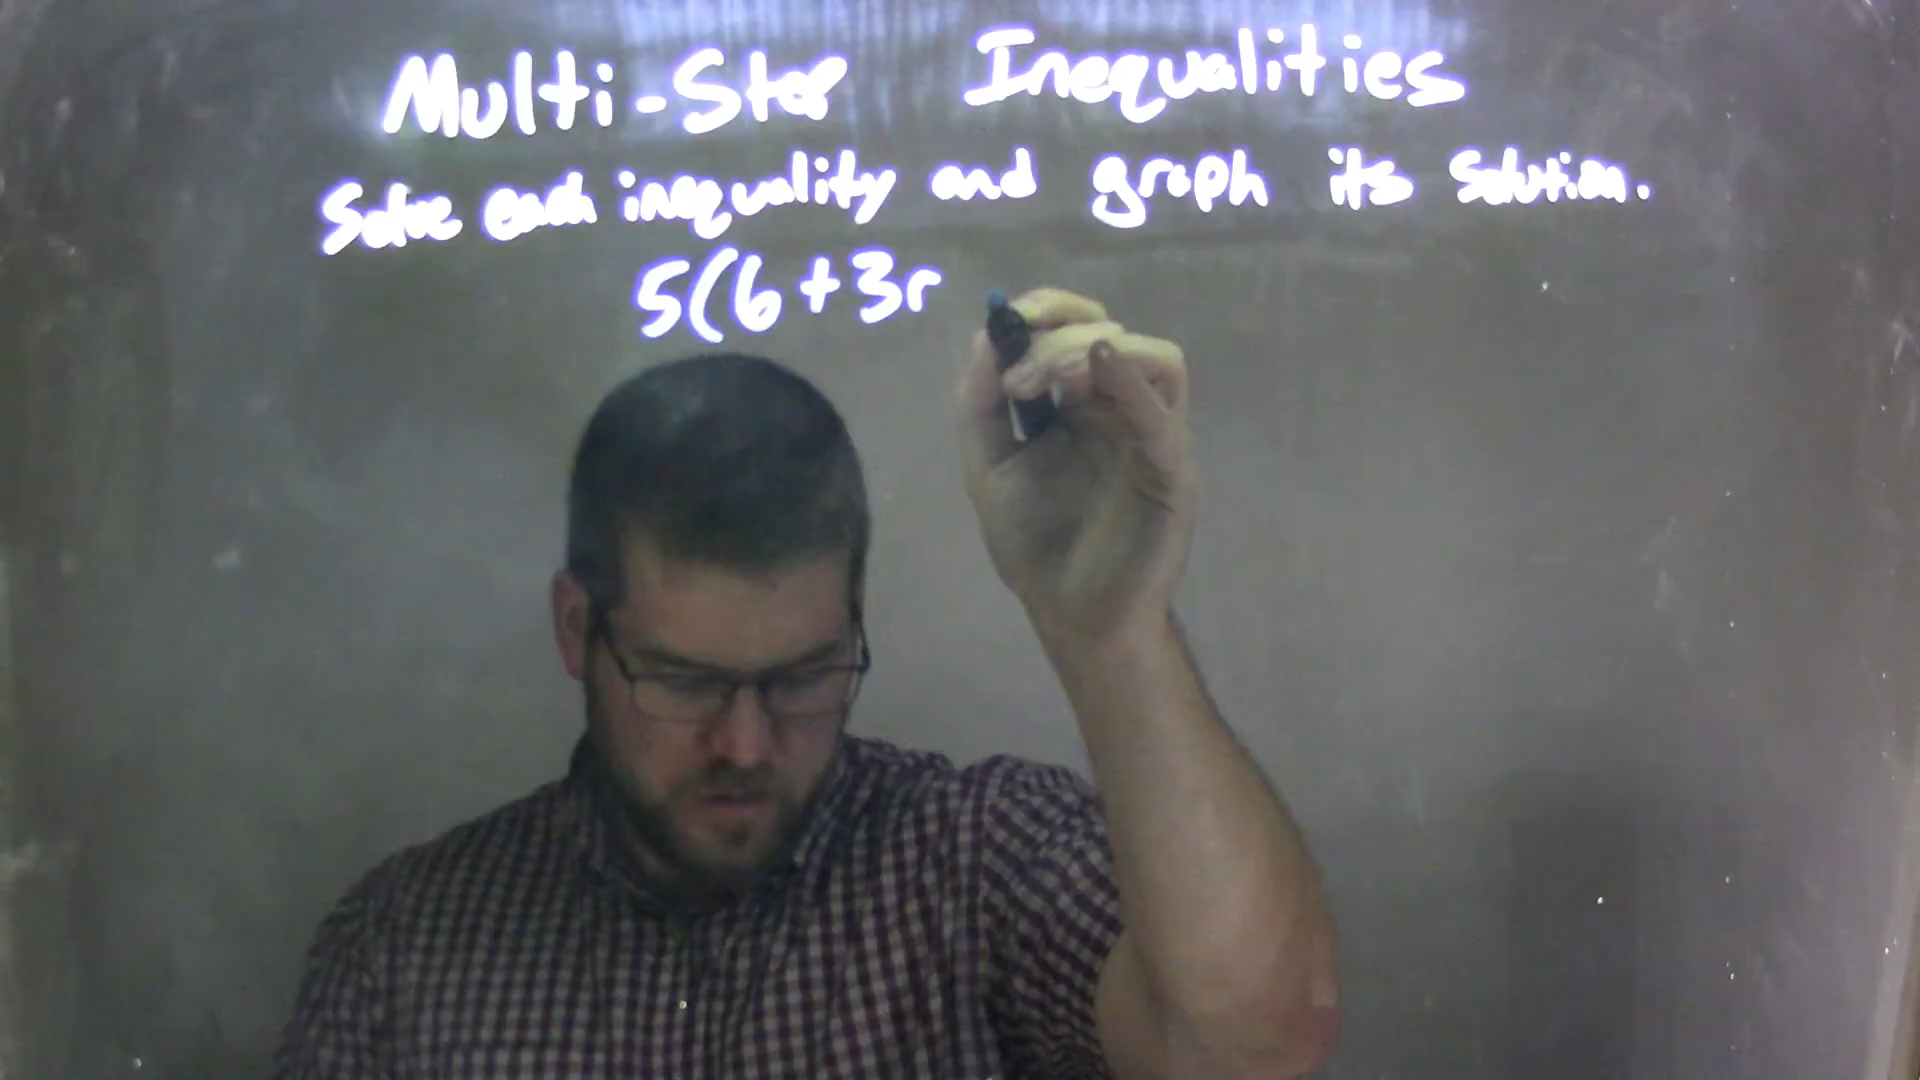 Multi-Step Inequalities
Solve each inequality and graph its solution.
5(6+3r